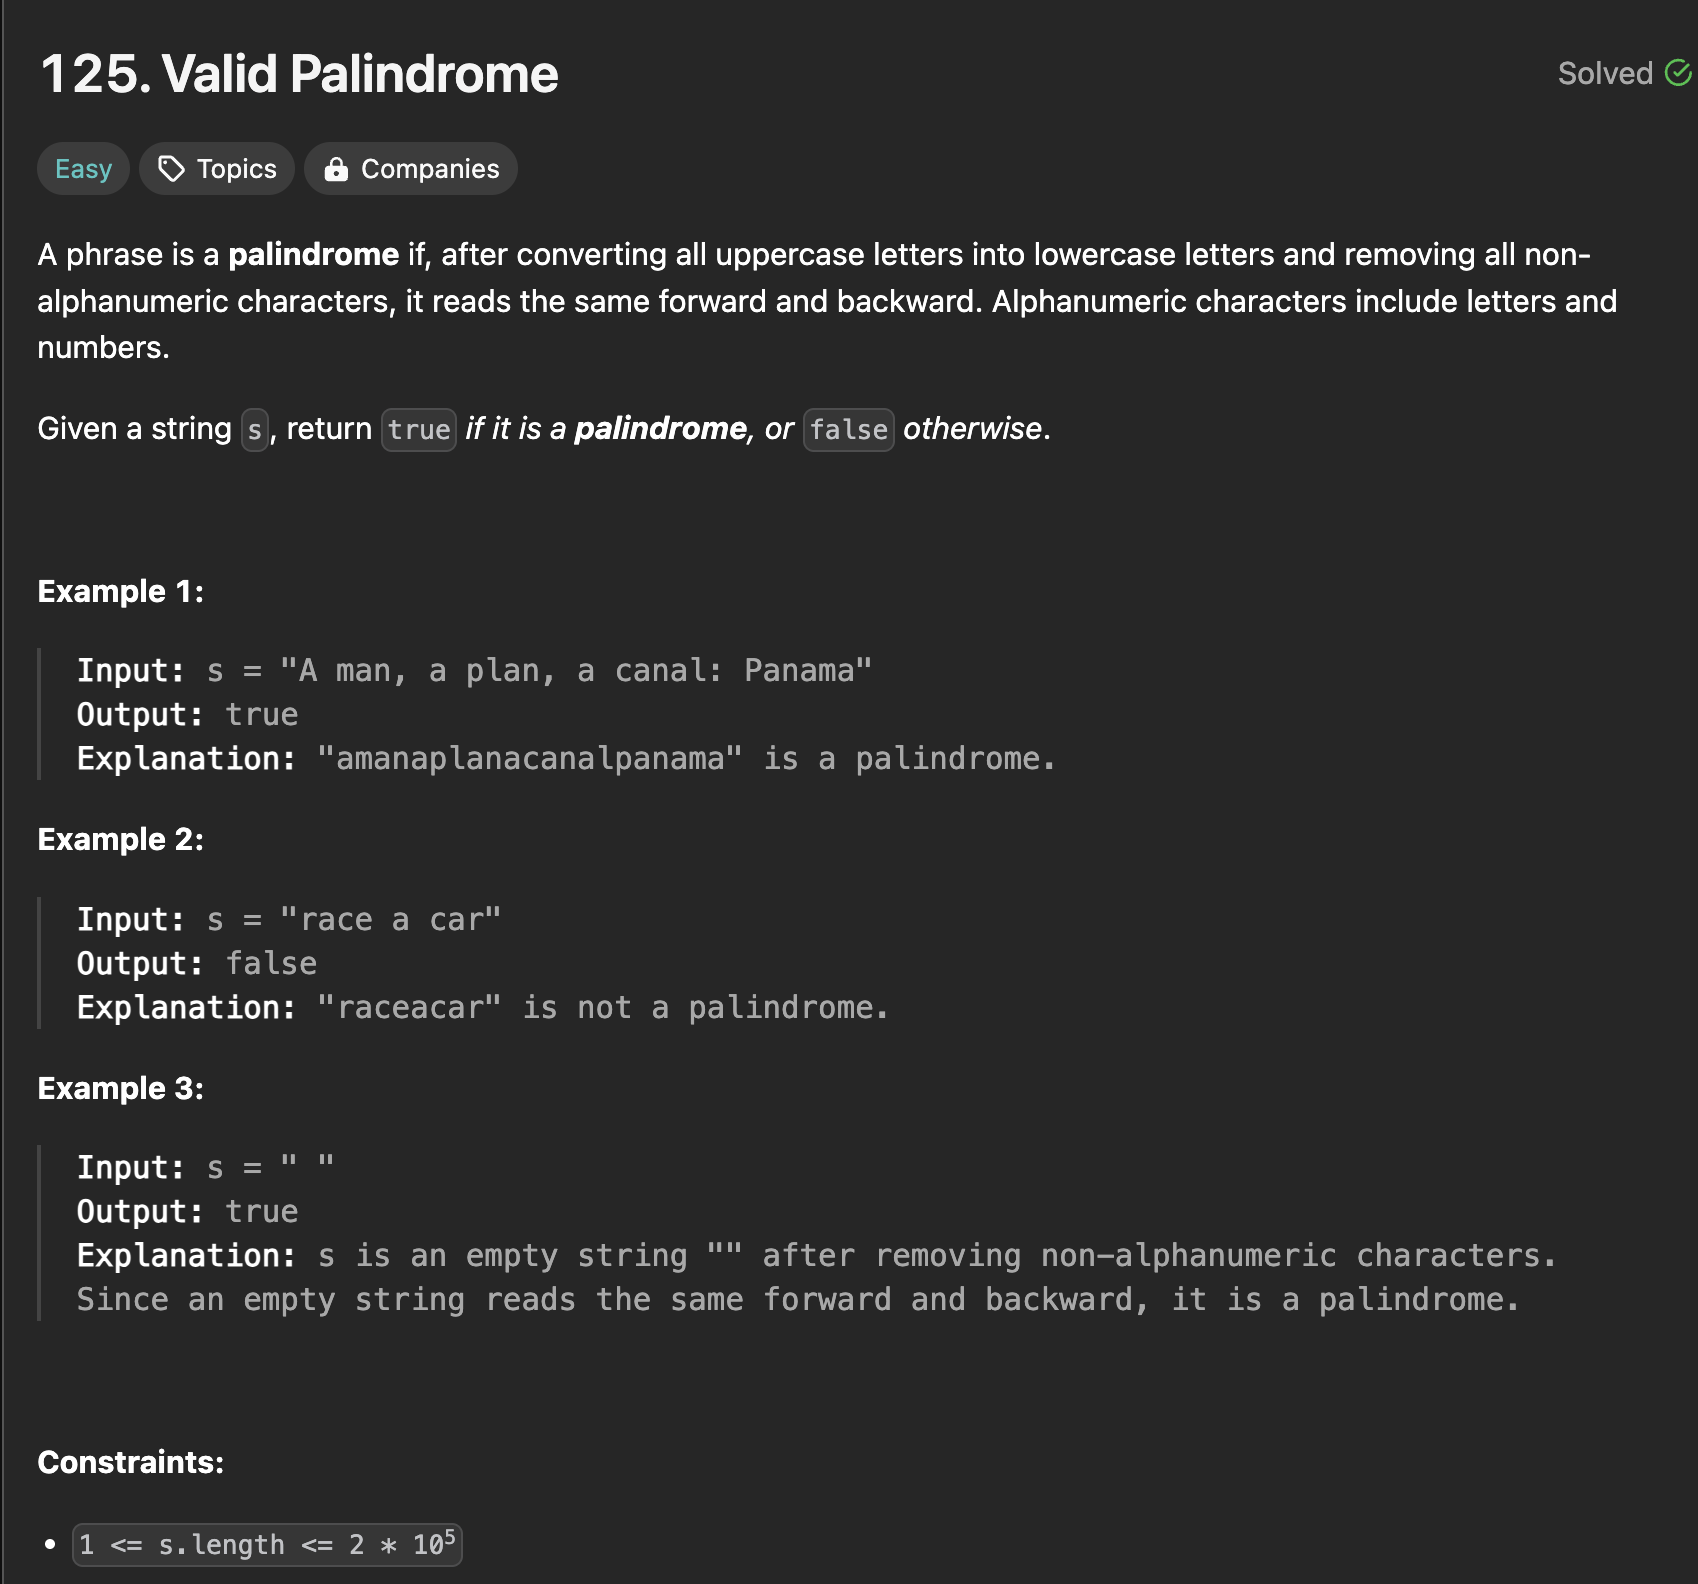 125. Valid Palindrome
Solved
Easy
Topics
Companies
A phrase is a palindrome if, after converting all uppercase letters into lowercase letters and removing all non-
alphanumeric characters, it reads the same forward and backward. Alphanumeric characters include letters and
numbers.
Given a string s, return true if it is a palindrome, or false otherwise.
Example 1:
Input: s = "A man, a plan, a canal: Panama"
Output: true
Explanation: "amanaplanacanalpanama" is a palindrome.
Example 2:
Input: s = "race a car"
Output: false
Explanation: "raceacar" is not a palindrome.
Example 3:
Input: s = " "
Output: true
Explanation: s is an empty string "" after removing non-alphanumeric characters.
Since an empty string reads the same forward and backward, it is a palindrome.
Constraints:
• 1 <= s.length <= 2 * 10⁵